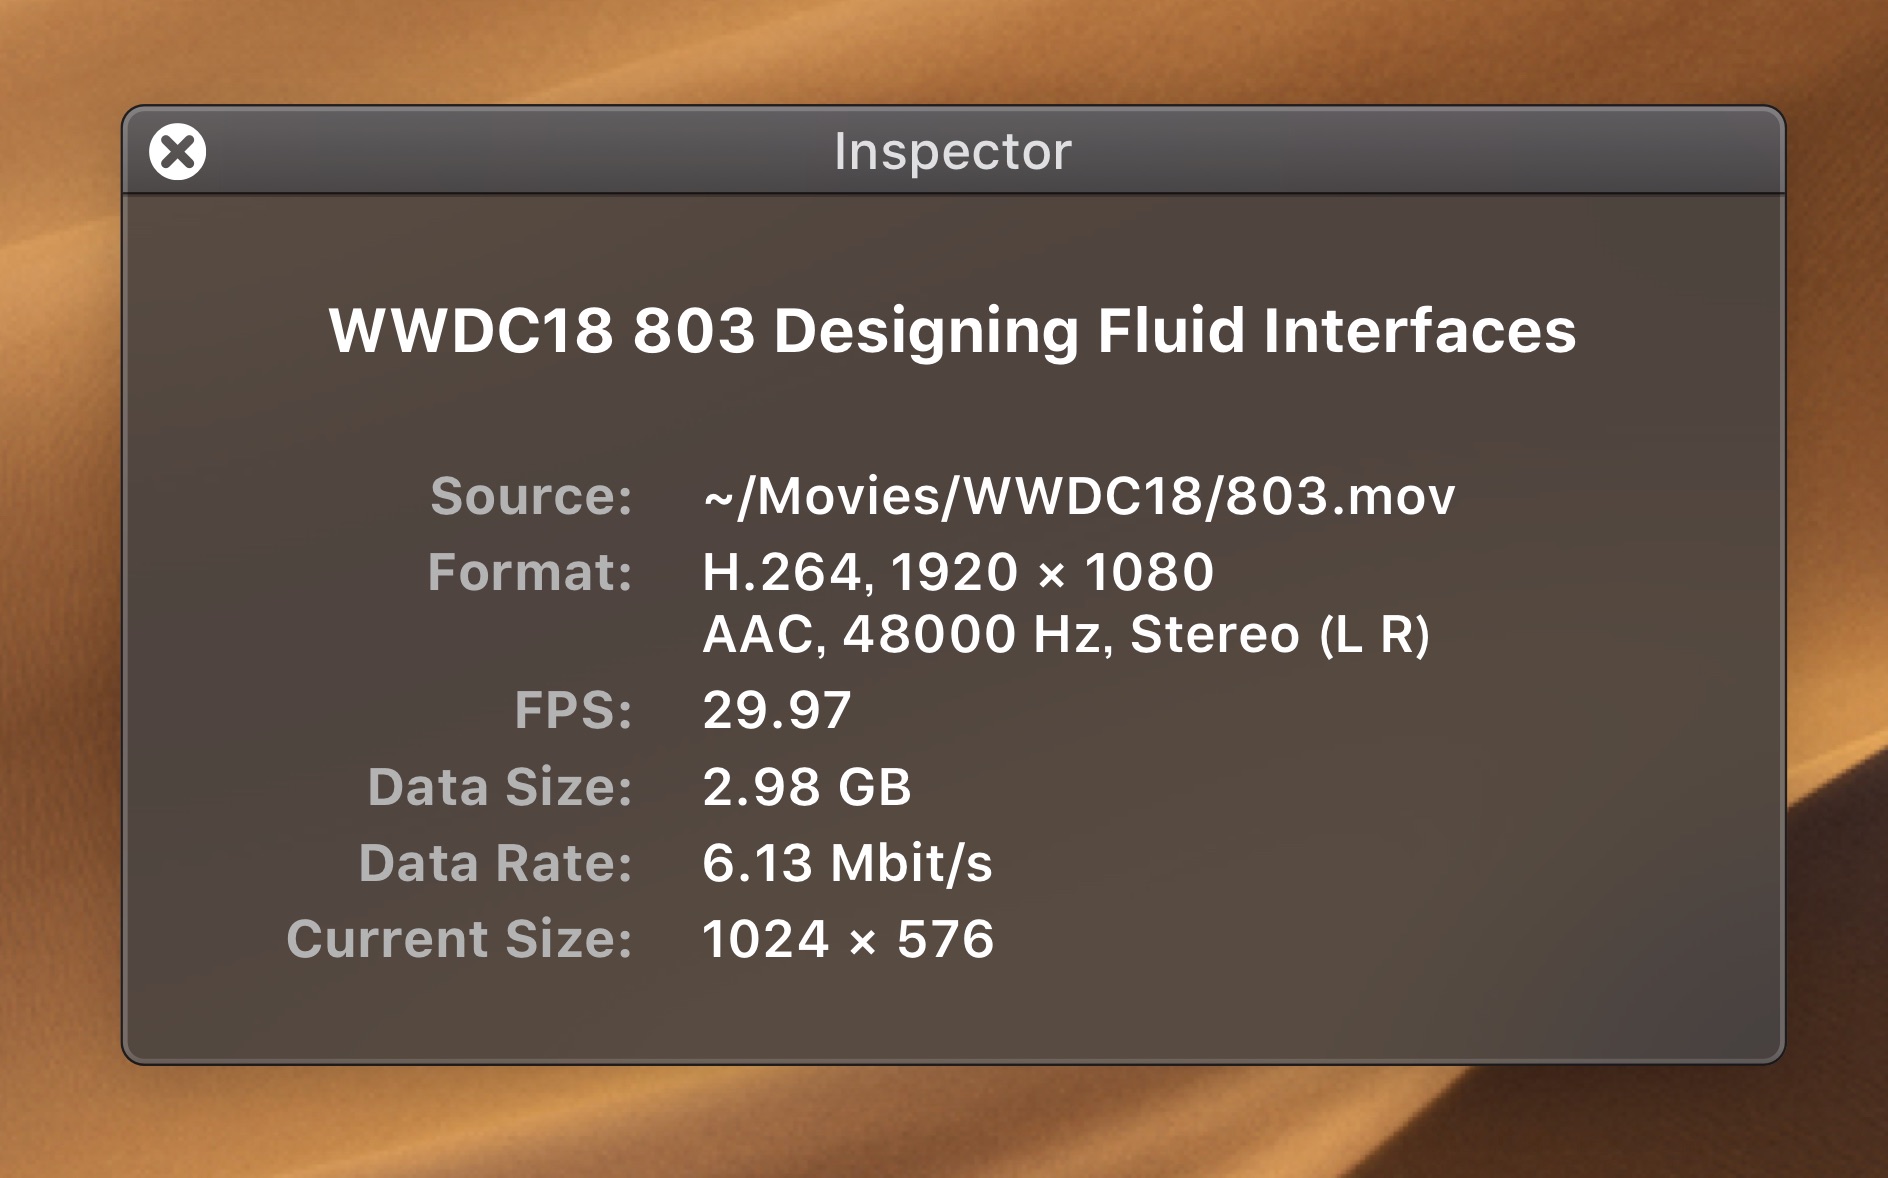 Inspector
WWDC18 803 Designing Fluid Interfaces
Source: ~/Movies/WWDC18/803.mov
Format: H.264, 1920 × 1080
AAC, 48000 Hz, Stereo (L R)
FPS: 29.97
Data Size: 2.98 GB
Data Rate: 6.13 Mbit/s
Current Size: 1024 × 576